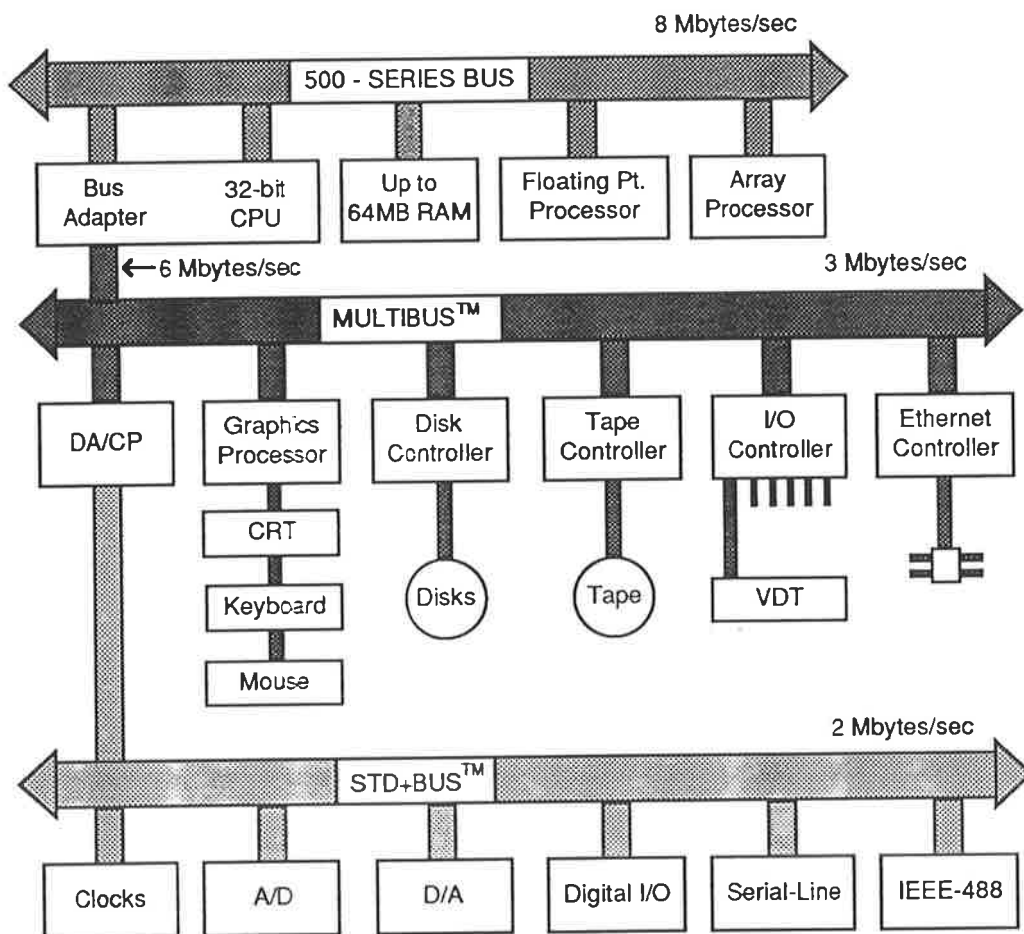 8 Mbytes/sec
500 - SERIES BUS
Bus
Adapter
32-bit
CPU
Up to
64MB RAM
Floating Pt.
Processor
Array
Processor
←6 Mbytes/sec
3 Mbytes/sec
MULTIBUS™
DA/CP
Graphics
Processor
Disk
Controller
Tape
Controller
I/O
Controller
Ethernet
Controller
CRT
Keyboard
Mouse
Disks
Tape
VDT
2 Mbytes/sec
STD+BUS™
Clocks
A/D
D/A
Digital I/O
Serial-Line
IEEE-488